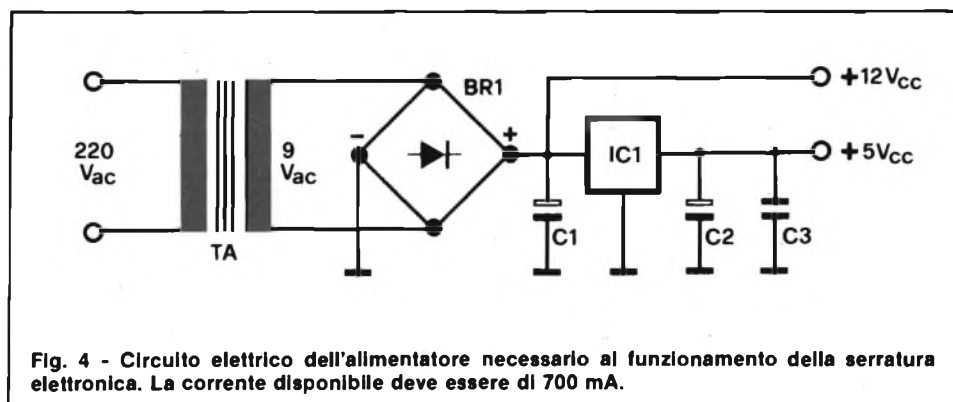 BR1
+12Vcc
-
+
220
Vac
9
Vac
IC1
+5Vcc
TA
C1
C2
C3
Fig. 4 - Circuito elettrico dell'alimentatore necessario al funzionamento della serratura
elettronica. La corrente disponibile deve essere di 700 mA.